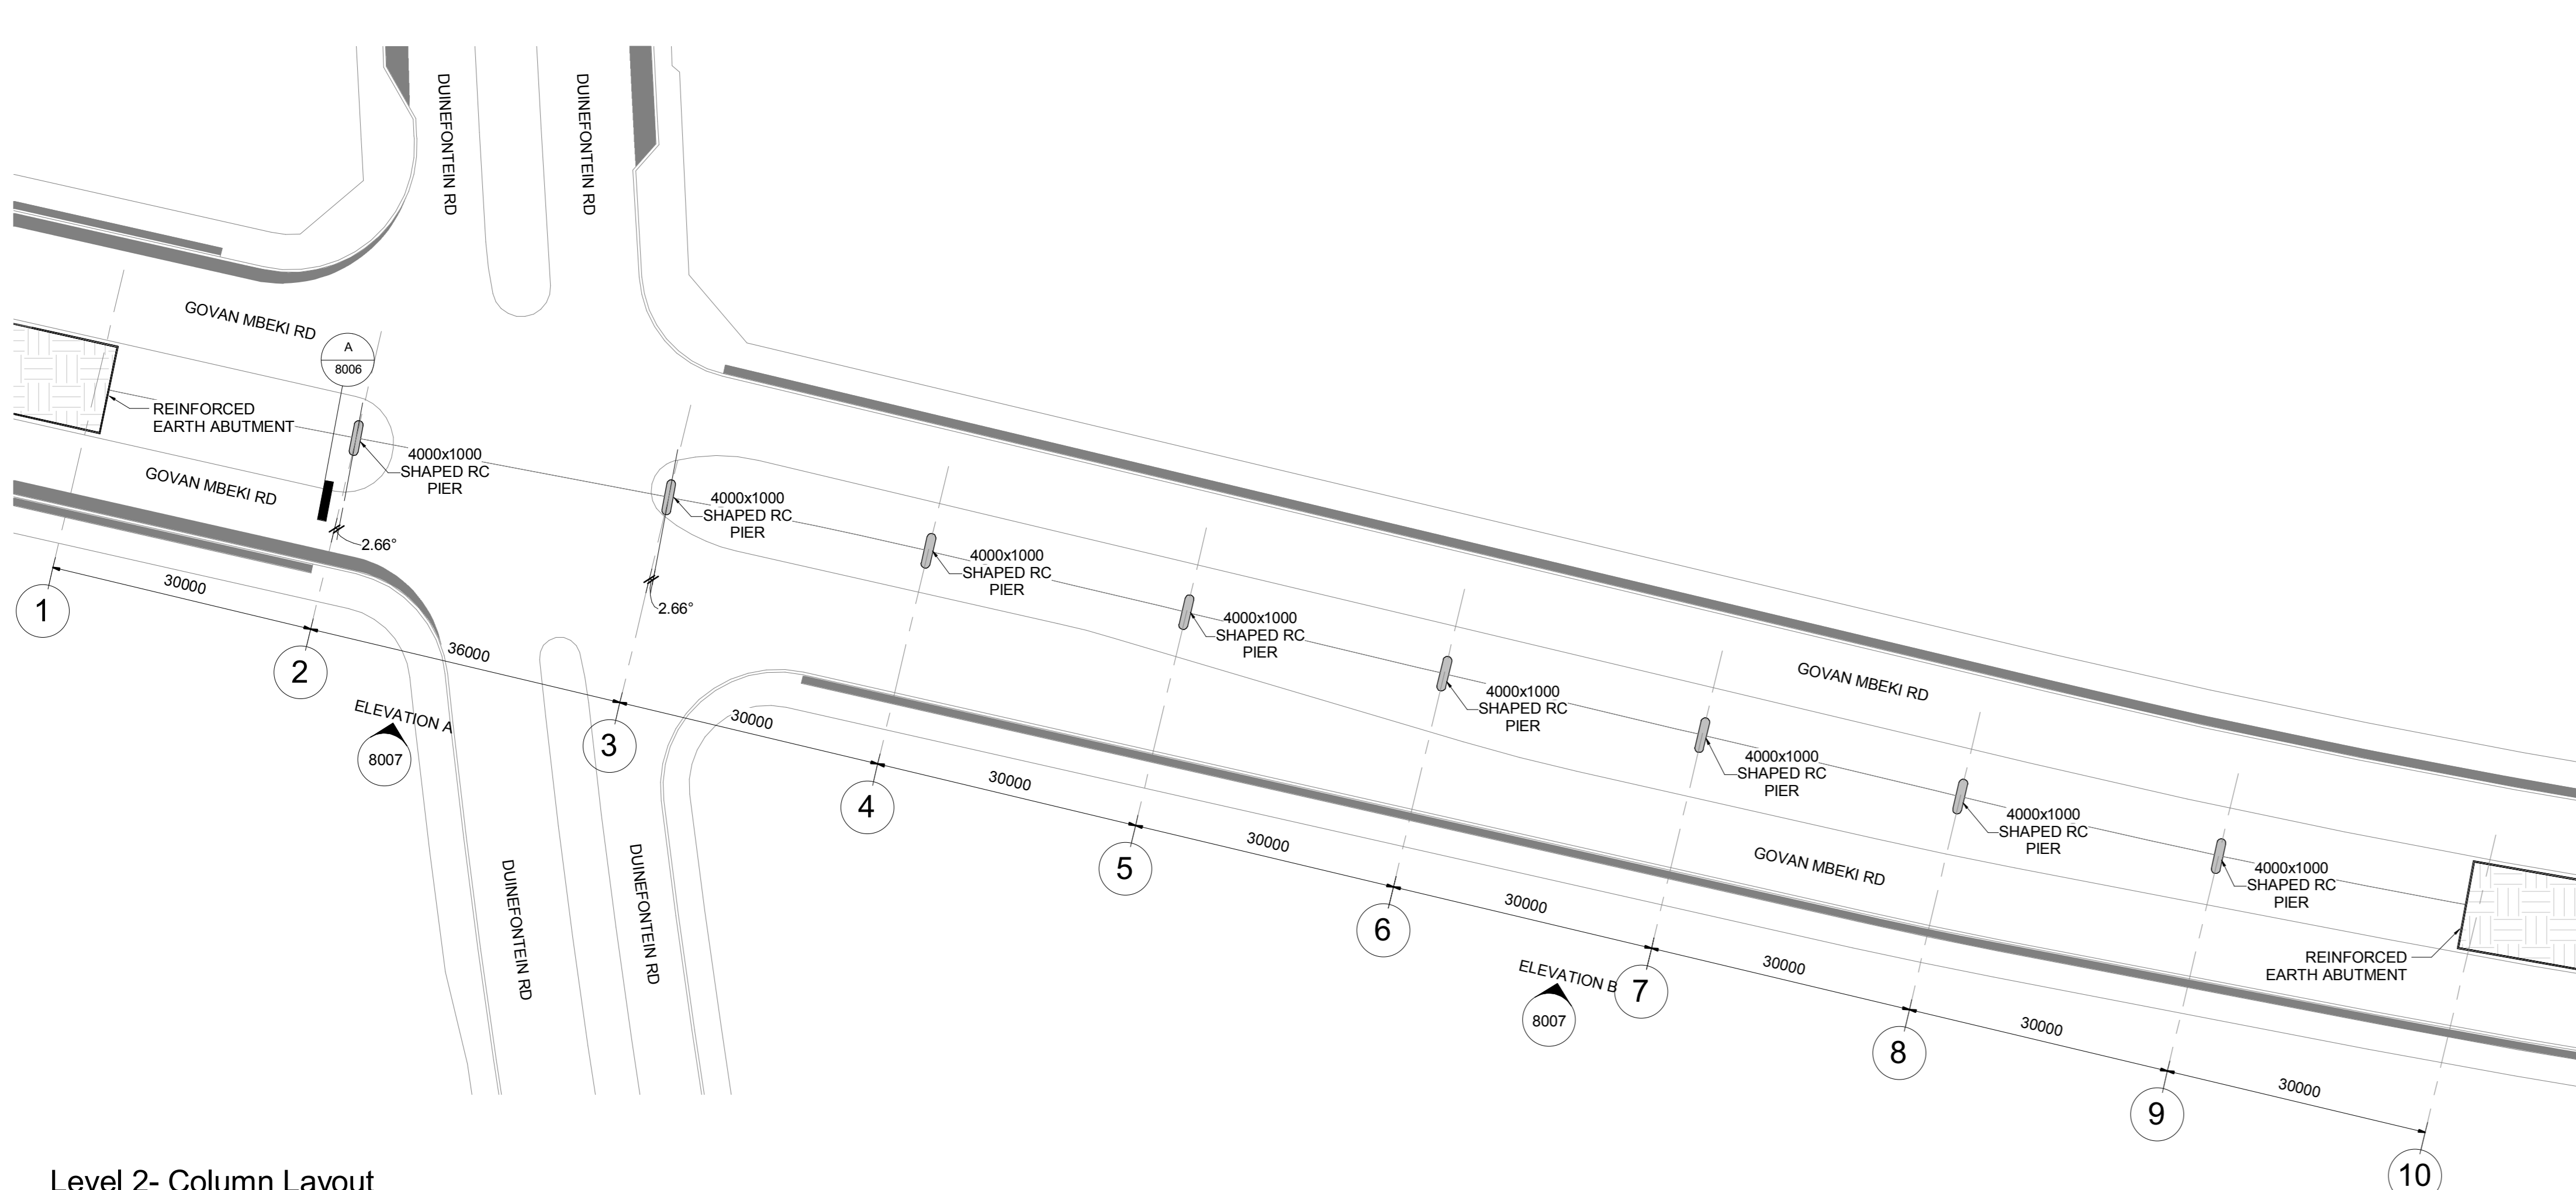 DUINEFONTEIN RD
DUINEFONTEIN RD
GOVAN MBEKI RD
A
8006
REINFORCED
EARTH ABUTMENT
GOVAN MBEKI RD
4000x1000
SHAPED RC
PIER
2.66°
4000x1000
SHAPED RC
PIER
2.66°
4000x1000
SHAPED RC
PIER
4000x1000
SHAPED RC
PIER
4000x1000
SHAPED RC
PIER
4000x1000
SHAPED RC
PIER
4000x1000
SHAPED RC
PIER
4000x1000
SHAPED RC
PIER
GOVAN MBEKI RD
GOVAN MBEKI RD
REINFORCED
EARTH ABUTMENT
30000
36000
30000
30000
30000
30000
30000
30000
30000
1
2
3
4
5
6
7
8
9
10
ELEVATION A
8007
ELEVATION B
8007
DUINEFONTEIN RD
DUINEFONTEIN RD
Level 2- Column Layout